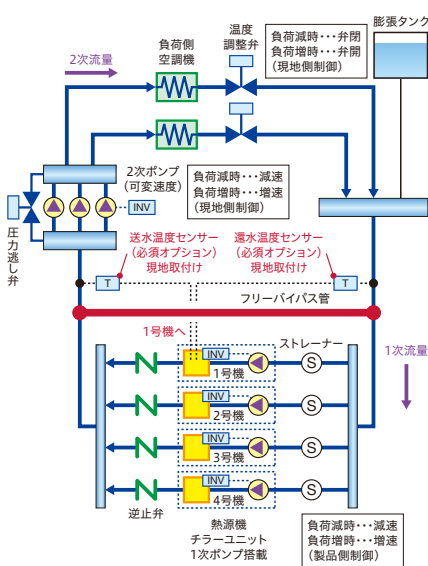 膨張タンク
負荷側
空調機
温度
調整弁
負荷減時・・・弁閉
負荷増時・・・弁開
（現地側制御）
2次流量
2次ポンプ
（可変速度）
INV
負荷減時・・・減速
負荷増時・・・増速
（現地側制御）
圧力逃し弁
送水温度センサー
（必須オプション）
現地取付け
還水温度センサー
（必須オプション）
現地取付け
T
T
フリーバイパス管
1号機へ
ストレーナー
1次流量
INV
S
1号機
INV
S
2号機
INV
S
3号機
INV
S
4号機
逆止弁
熱源機
チラーユニット
1次ポンプ搭載
負荷減時・・・減速
負荷増時・・・増速
（製品側制御）